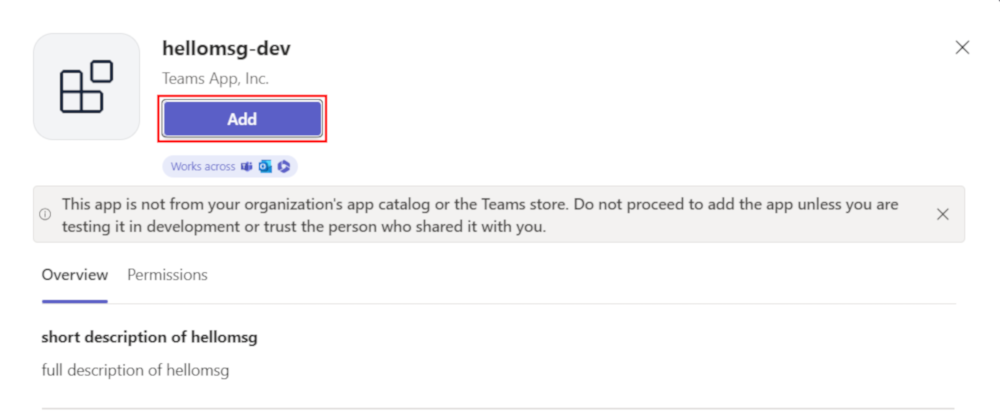 hellomsg-dev
Teams App, Inc.
Add
Works across
This app is not from your organization's app catalog or the Teams store. Do not proceed to add the app unless you are
testing it in development or trust the person who shared it with you.
Overview Permissions
short description of hellomsg
full description of hellomsg